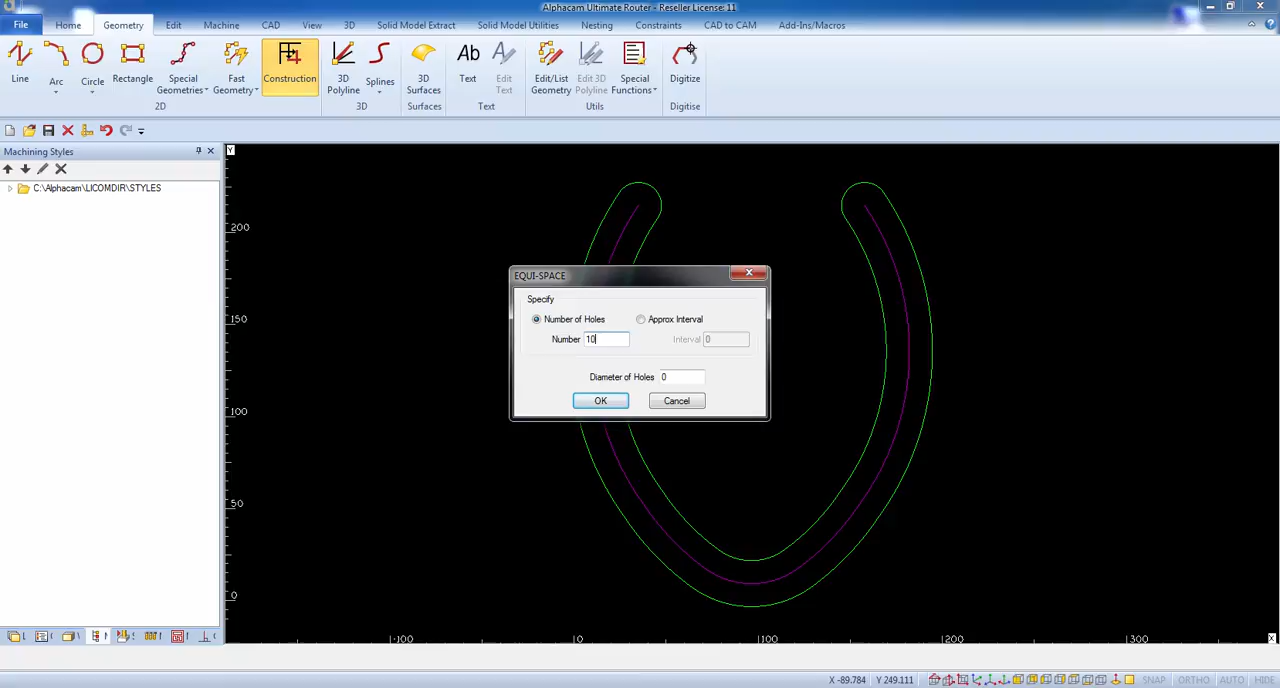 Alphacam Ultimate Router - Reseller License: 11
File Home Geometry Edit Machine CAD View 3D Solid Model Extract Solid Model Utilities Nesting Constraints CAD to CAM Add-Ins/Macros
Line Arc Circle Rectangle Special Geometries Fast Geometry Construction 3D Polyline Splines 3D Surfaces Text Edit Text Edit/List Geometry Edit 3D Polyline Special Functions Digitize
Ab
2D 3D Surfaces Text Utils Digitise
Machining Styles
C:\Alphacam\LICOMDIR\STYLES
Y
200
150
100
50
0
EQUI-SPACE
Specify
Number of Holes Approx Interval
Number 10 Interval 0
Diameter of Holes 0
OK Cancel
-100 0 100 200 300 X
X -89.784 Y 249.111 SNAP ORTHO AUTO HIDE